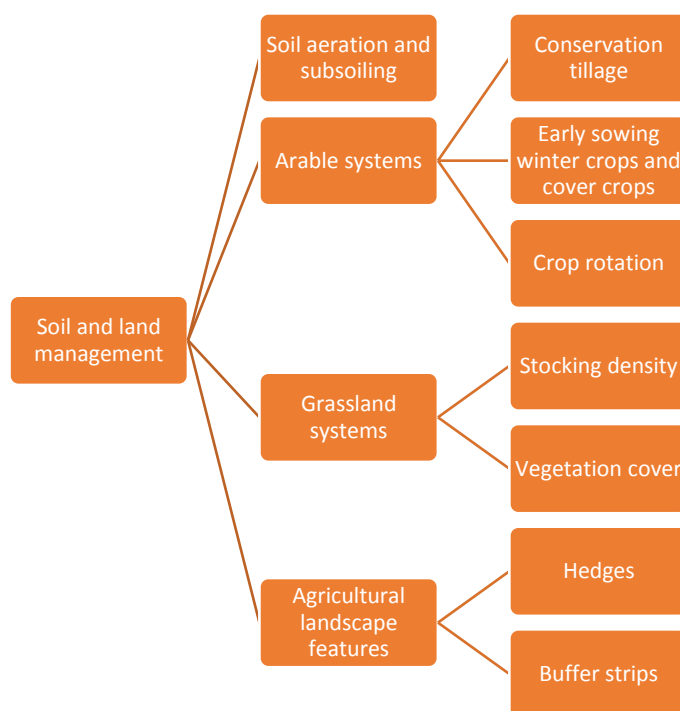 Soil aeration and
subsoiling
Conservation
tillage
Arable systems
Early sowing
winter crops and
cover crops
Crop rotation
Soil and land
management
Stocking density
Grassland
systems
Vegetation cover
Hedges
Agricultural
landscape
features
Buffer strips